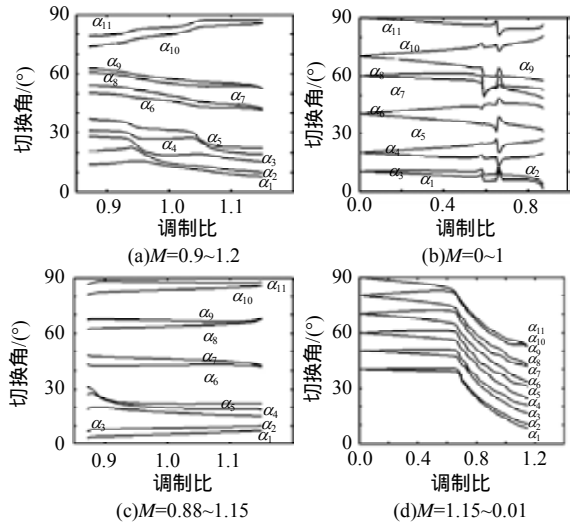 90
60
30
0
切换角/(°)
α₁₁
α₁₀
α₉
α₈
α₇
α₆
α₅
α₄
α₃
α₂
α₁
0.9 1.0 1.1
调制比
(a)M=0.9~1.2
90
60
30
0
切换角/(°)
α₁₁
α₁₀
α₉
α₈
α₇
α₆
α₅
α₄
α₃
α₂
α₁
0.0 0.4 0.8
调制比
(b)M=0~1
90
60
30
0
切换角/(°)
α₁₁
α₁₀
α₉
α₈
α₇
α₆
α₅
α₄
α₃
α₂
α₁
0.9 1.0 1.1
调制比
(c)M=0.88~1.15
90
60
30
0
切换角/(°)
α₁₁
α₁₀
α₉
α₈
α₇
α₆
α₅
α₄
α₃
α₂
α₁
0.0 0.4 0.8 1.2 1.6
调制比
(d)M=1.15~0.01